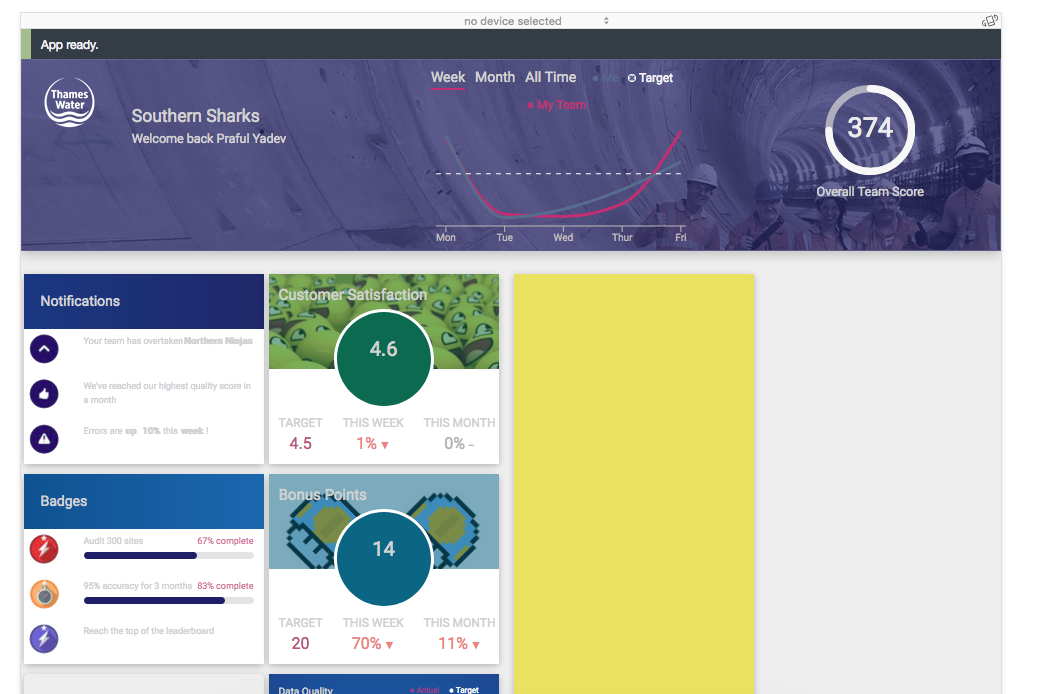 no device selected
App ready.
Thames
Water
Southern Sharks
Welcome back Praful Yadev
Week Month All Time Me Target
My Team
Mon Tue Wed Thur Fri
374
Overall Team Score
Notifications
Your team has overtaken Northern Ninjas
We've reached our highest quality score in
a month
Errors are up 10% this week !
Customer Satisfaction
4.6
TARGET THIS WEEK THIS MONTH
4.5 1% ▾ 0% –
Badges
Audit 300 sites 67% complete
95% accuracy for 3 months 83% complete
Reach the top of the leaderboard
Bonus Points
14
TARGET THIS WEEK THIS MONTH
20 70% ▾ 11% ▾
Data Quality Actual Target